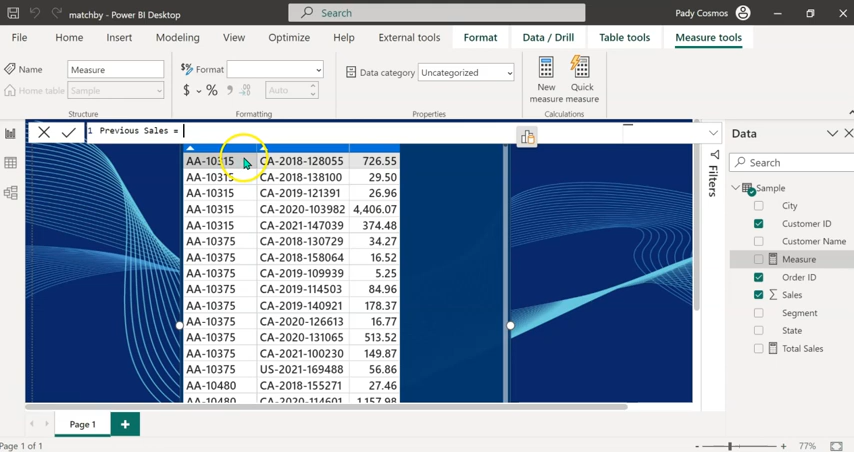 matchby - Power BI Desktop
Search
Pady Cosmos
File Home Insert Modeling View Optimize Help External tools Format Data / Drill Table tools Measure tools
Name Measure
Home table Sample
Structure
Format
$ % 9 Auto
Formatting
Data category Uncategorized
Properties
New measure
Quick measure
Calculations
1 Previous Sales =
AA-10315 CA-2018-128055 726.55
AA-10315 CA-2018-138100 29.50
AA-10315 CA-2019-121391 26.96
AA-10315 CA-2020-103982 4,406.07
AA-10315 CA-2021-147039 374.48
AA-10375 CA-2018-130729 34.27
AA-10375 CA-2018-158064 16.52
AA-10375 CA-2019-109939 5.25
AA-10375 CA-2019-114503 84.96
AA-10375 CA-2019-140921 178.37
AA-10375 CA-2020-126613 16.77
AA-10375 CA-2020-131065 513.52
AA-10375 CA-2021-100230 149.87
AA-10375 US-2021-169488 56.86
AA-10480 CA-2018-155271 27.46
AA-10480 CA-2020-114601 1,157.98
Filters
Data
Search
Sample
City
Customer ID
Customer Name
Measure
Order ID
Σ Sales
Segment
State
Total Sales
Page 1
Page 1 of 1
- + 77%